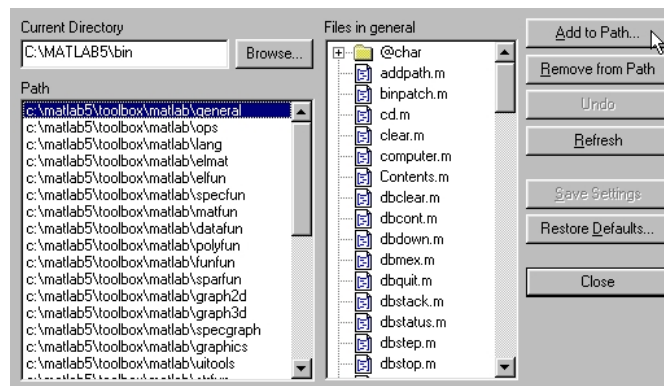 Current Directory
C:\MATLAB5\bin
Browse...
Path
c:\matlab5\toolbox\matlab\general
c:\matlab5\toolbox\matlab\ops
c:\matlab5\toolbox\matlab\lang
c:\matlab5\toolbox\matlab\elmat
c:\matlab5\toolbox\matlab\elfun
c:\matlab5\toolbox\matlab\specfun
c:\matlab5\toolbox\matlab\matfun
c:\matlab5\toolbox\matlab\datafun
c:\matlab5\toolbox\matlab\polyfun
c:\matlab5\toolbox\matlab\funfun
c:\matlab5\toolbox\matlab\sparfun
c:\matlab5\toolbox\matlab\graph2d
c:\matlab5\toolbox\matlab\graph3d
c:\matlab5\toolbox\matlab\specgraph
c:\matlab5\toolbox\matlab\graphics
c:\matlab5\toolbox\matlab\uitools
Files in general
@char
addpath.m
binpatch.m
cd.m
clear.m
computer.m
Contents.m
dbclear.m
dbcont.m
dbdown.m
dbmex.m
dbquit.m
dbstack.m
dbstatus.m
dbstep.m
dbstop.m
Add to Path...
Remove from Path
Undo
Refresh
Save Settings
Restore Defaults...
Close